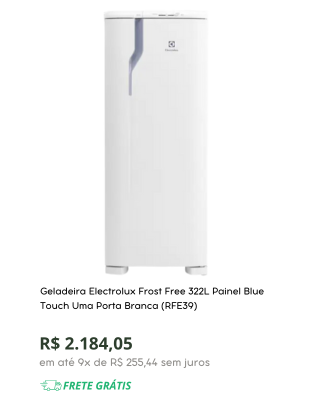 Electrolux
Geladeira Electrolux Frost Free 322L Painel Blue
Touch Uma Porta Branca (RFE39)
R$ 2.184,05
em até 9x de R$ 255,44 sem juros
FRETE GRÁTIS